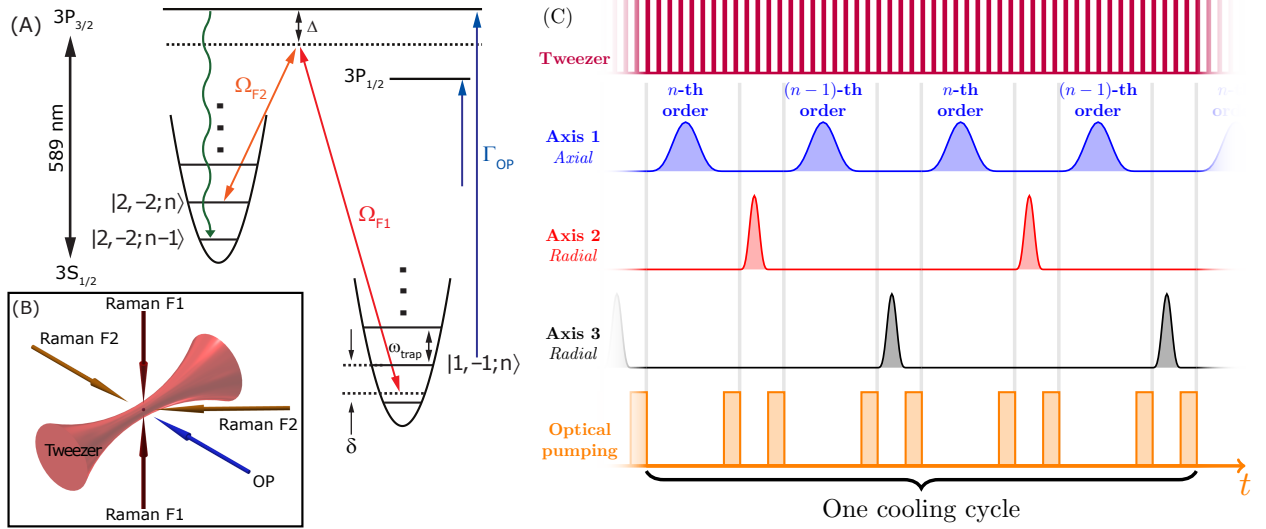 (A)
3P3/2
Δ
3P1/2
ΩF2
589 nm
ΓOP
|2,−2;n⟩
ΩF1
|2,−2;n−1⟩
3S1/2
ωtrap
|1,−1;n⟩
δ
(B)
Raman F1
Raman F2
Raman F2
Tweezer
OP
Raman F1
(C)
Tweezer
n-th order
(n − 1)-th order
n-th order
(n − 1)-th order
n-th order
Axis 1
Axial
Axis 2
Radial
Axis 3
Radial
Optical
pumping
t
One cooling cycle